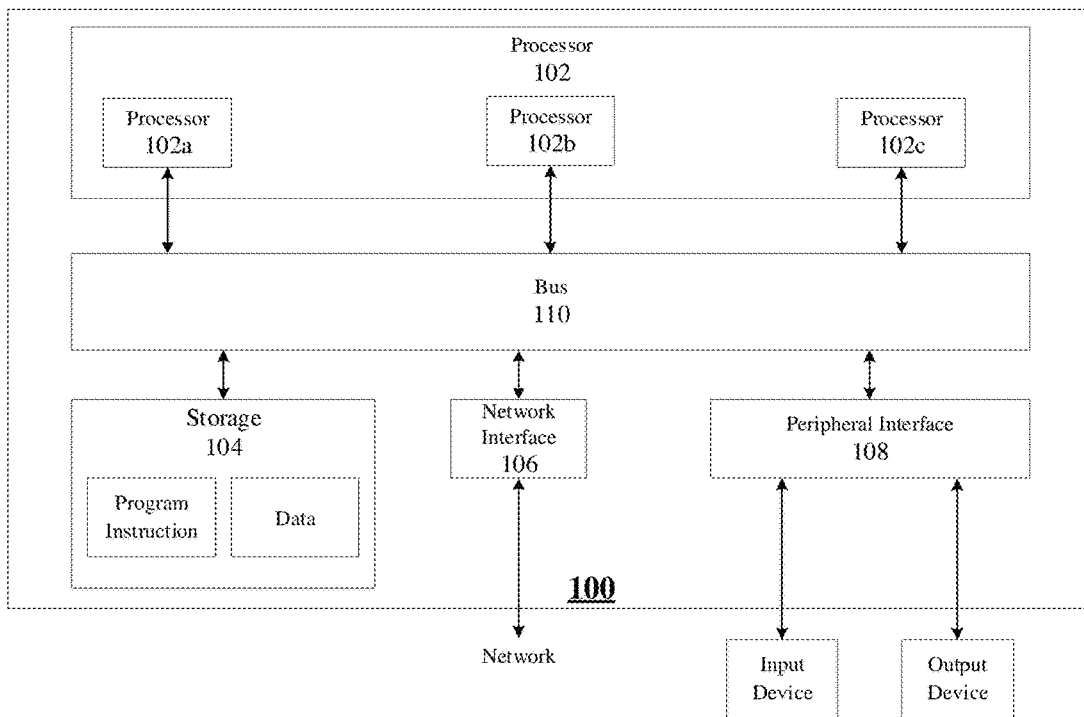 Processor
102
Processor
102a
Processor
102b
Processor
102c
Bus
110
Storage
104
Program
Instruction
Data
Network
Interface
106
Peripheral Interface
108
100
Network
Input
Device
Output
Device